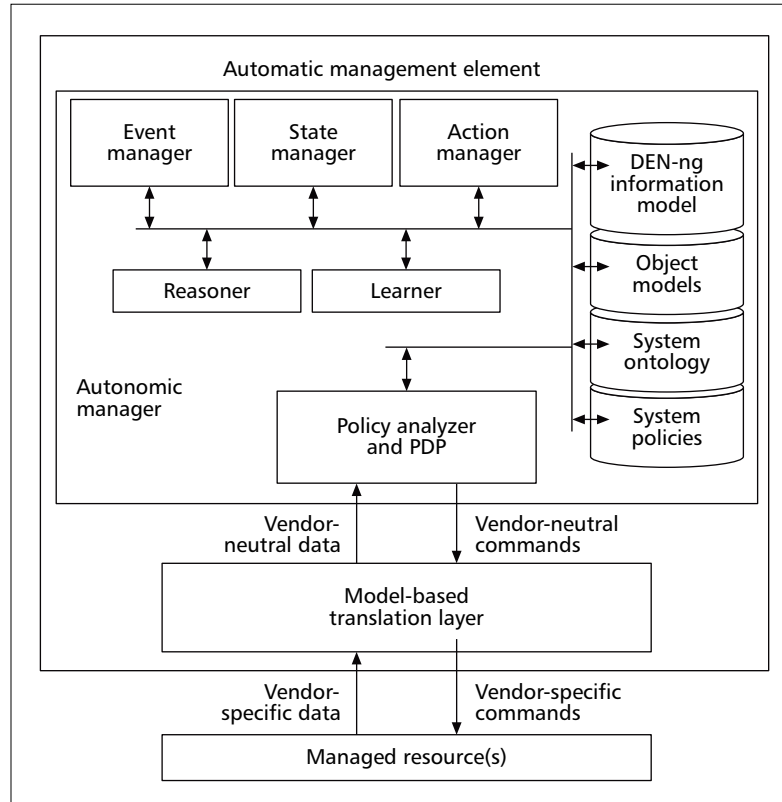 Automatic management element
Event
manager
State
manager
Action
manager
DEN-ng
information
model
Reasoner
Learner
Object
models
System
ontology
Autonomic
manager
Policy analyzer
and PDP
System
policies
Vendor-
neutral data
Vendor-neutral
commands
Model-based
translation layer
Vendor-
specific data
Vendor-specific
commands
Managed resource(s)